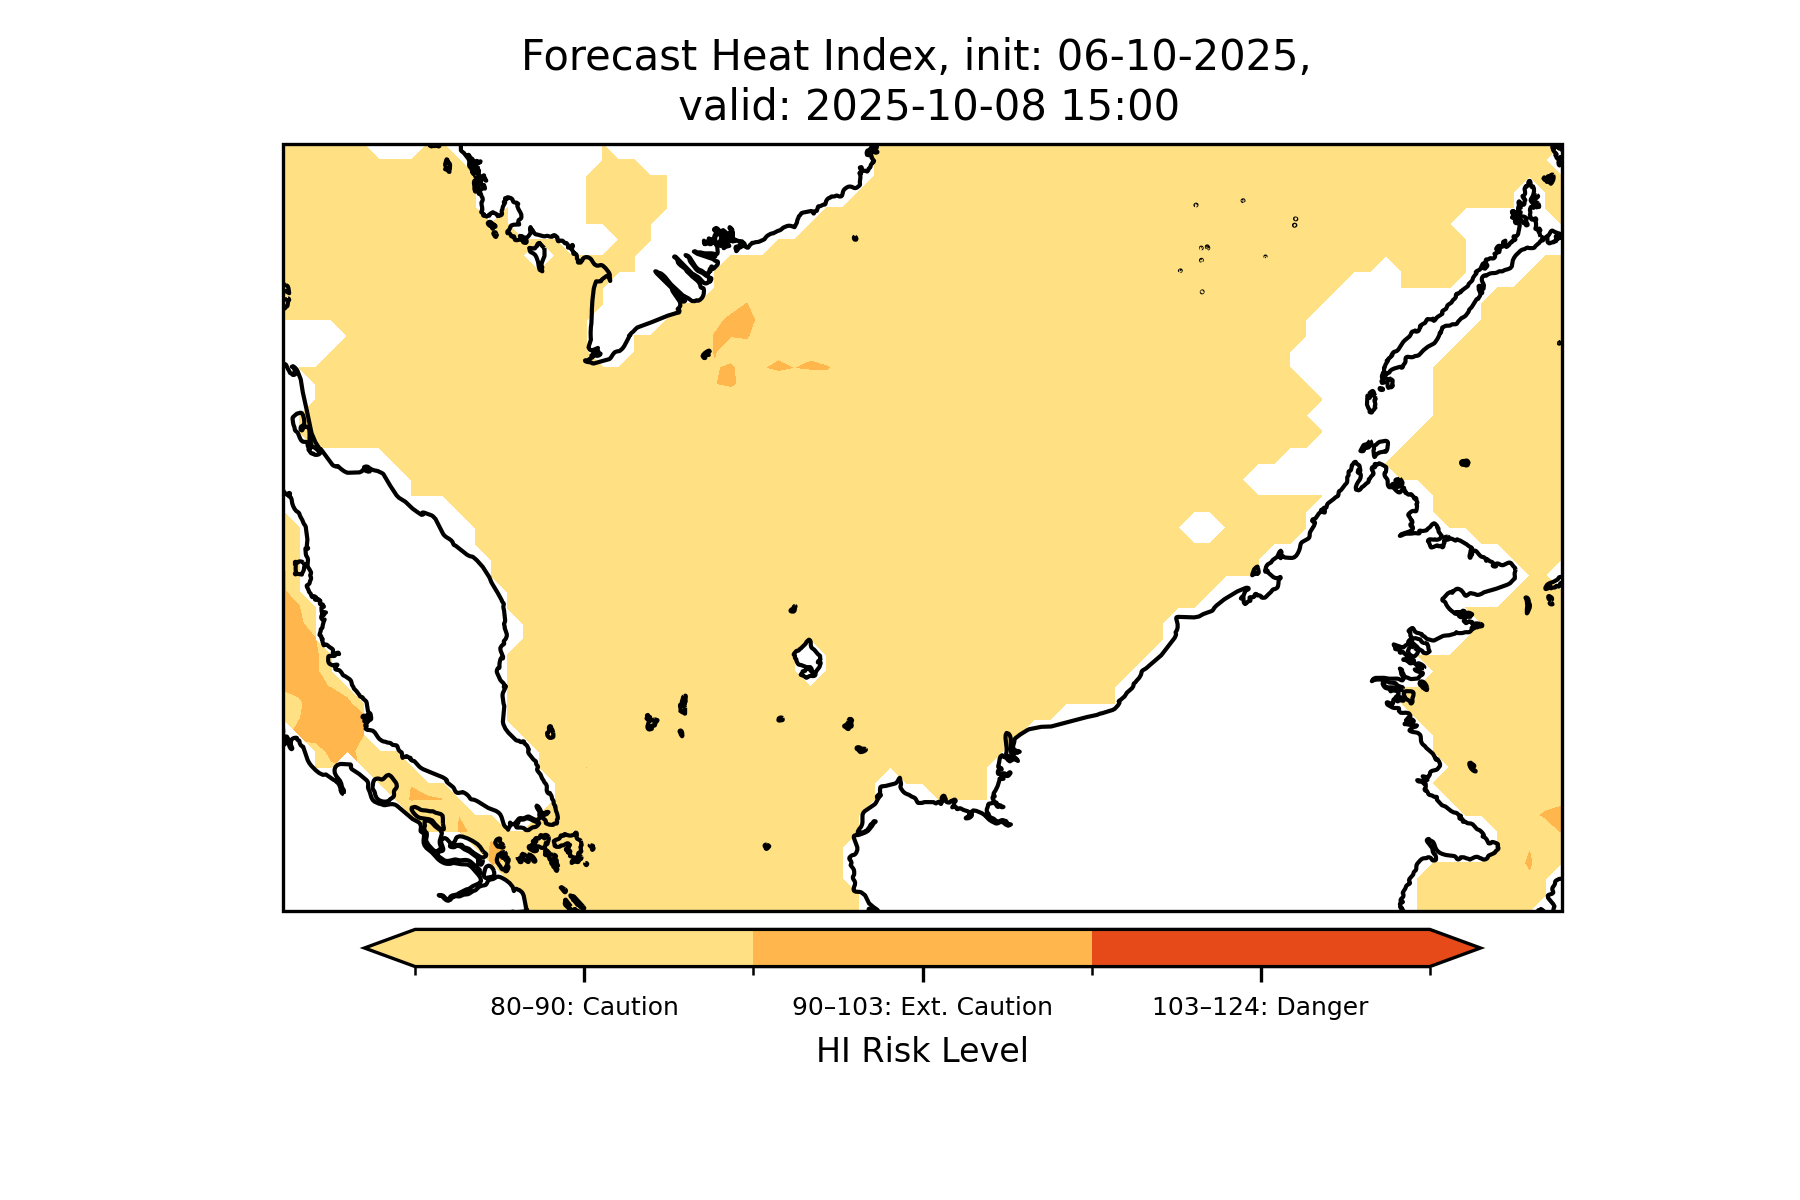 Forecast Heat Index, init: 06-10-2025,
valid: 2025-10-08 15:00
80–90: Caution
90–103: Ext. Caution
103–124: Danger
HI Risk Level